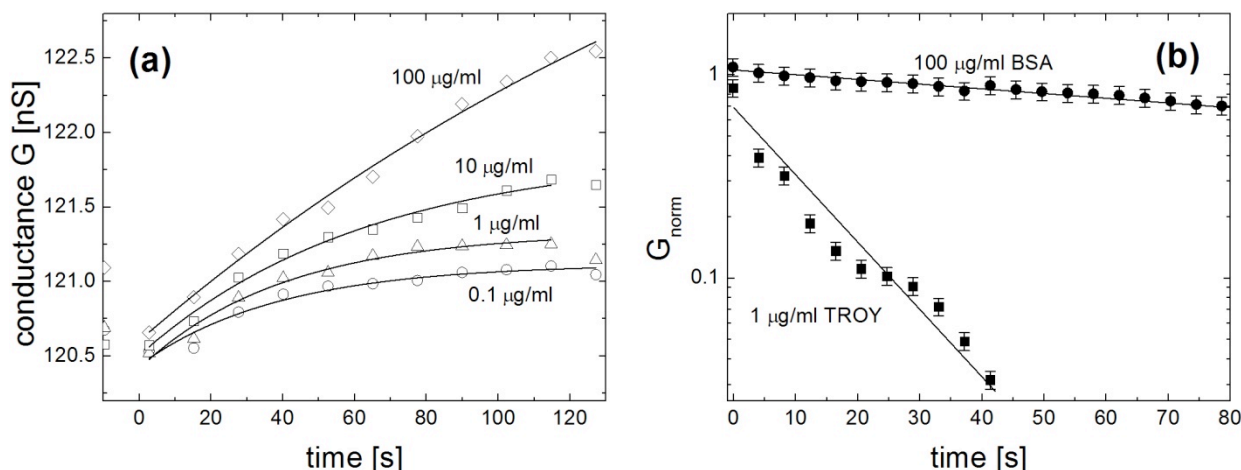 (a)
conductance G [nS]
122.5
122.0
121.5
121.0
120.5
100 µg/ml
10 µg/ml
1 µg/ml
0.1 µg/ml
0 20 40 60 80 100 120
time [s]
(b)
G_norm
1
0.1
100 µg/ml BSA
1 µg/ml TROY
0 10 20 30 40 50 60 70 80
time [s]